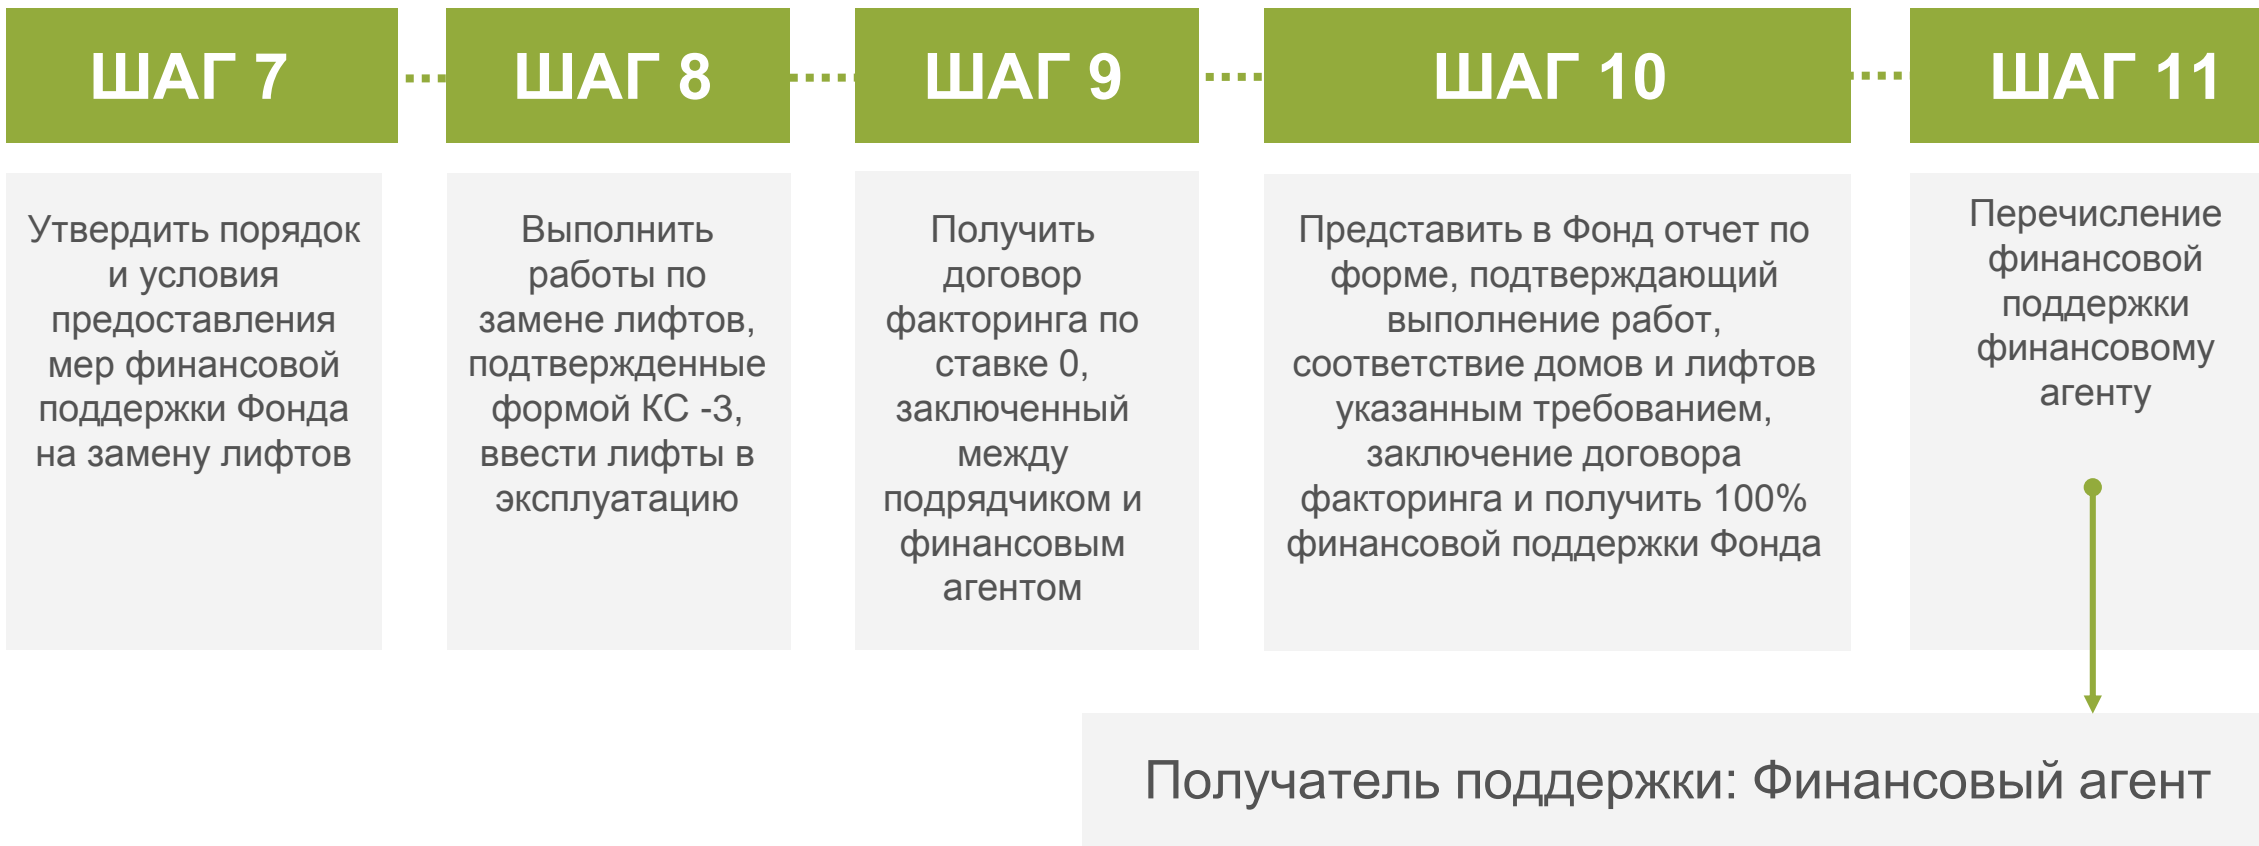 ШАГ 7
Утвердить порядок
и условия
предоставления
мер финансовой
поддержки Фонда
на замену лифтов
ШАГ 8
Выполнить
работы по
замене лифтов,
подтвержденные
формой КС -3,
ввести лифты в
эксплуатацию
ШАГ 9
Получить
договор
факторинга по
ставке 0,
заключенный
между
подрядчиком и
финансовым
агентом
ШАГ 10
Представить в Фонд отчет по
форме, подтверждающий
выполнение работ,
соответствие домов и лифтов
указанным требованием,
заключение договора
факторинга и получить 100%
финансовой поддержки Фонда
ШАГ 11
Перечисление
финансовой
поддержки
финансовому
агенту
Получатель поддержки: Финансовый агент